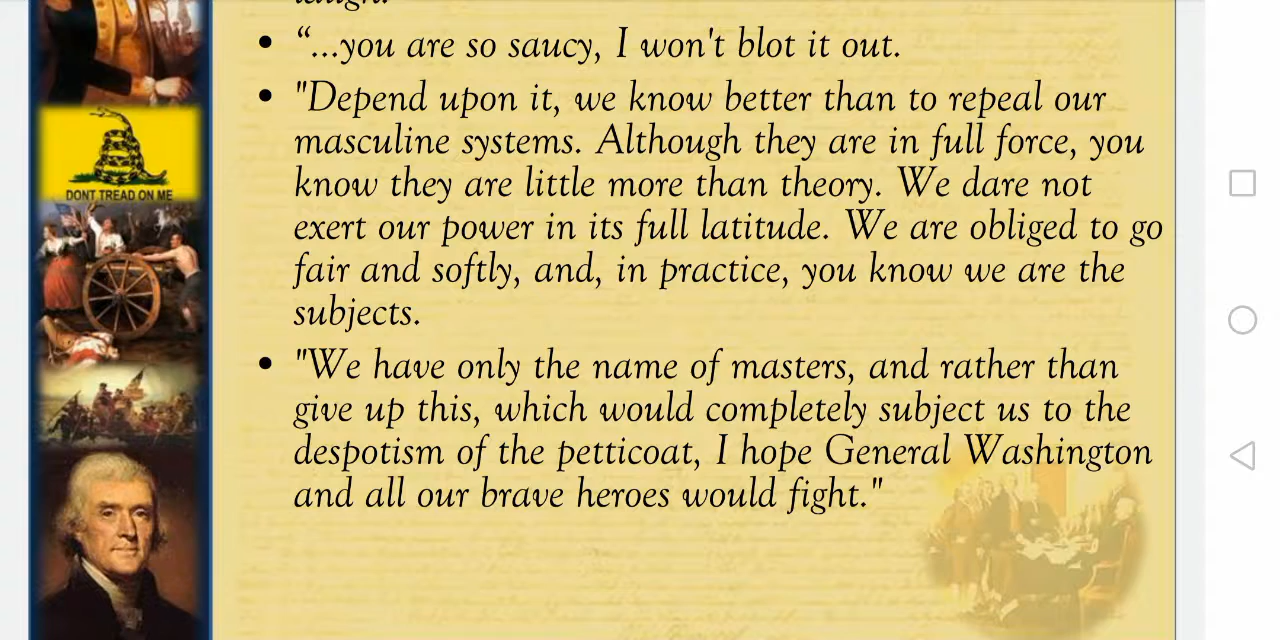 laugh.
• “…you are so saucy, I won't blot it out.
• "Depend upon it, we know better than to repeal our
masculine systems. Although they are in full force, you
know they are little more than theory. We dare not
exert our power in its full latitude. We are obliged to go
fair and softly, and, in practice, you know we are the
subjects.
• "We have only the name of masters, and rather than
give up this, which would completely subject us to the
despotism of the petticoat, I hope General Washington
and all our brave heroes would fight."
DONT TREAD ON ME